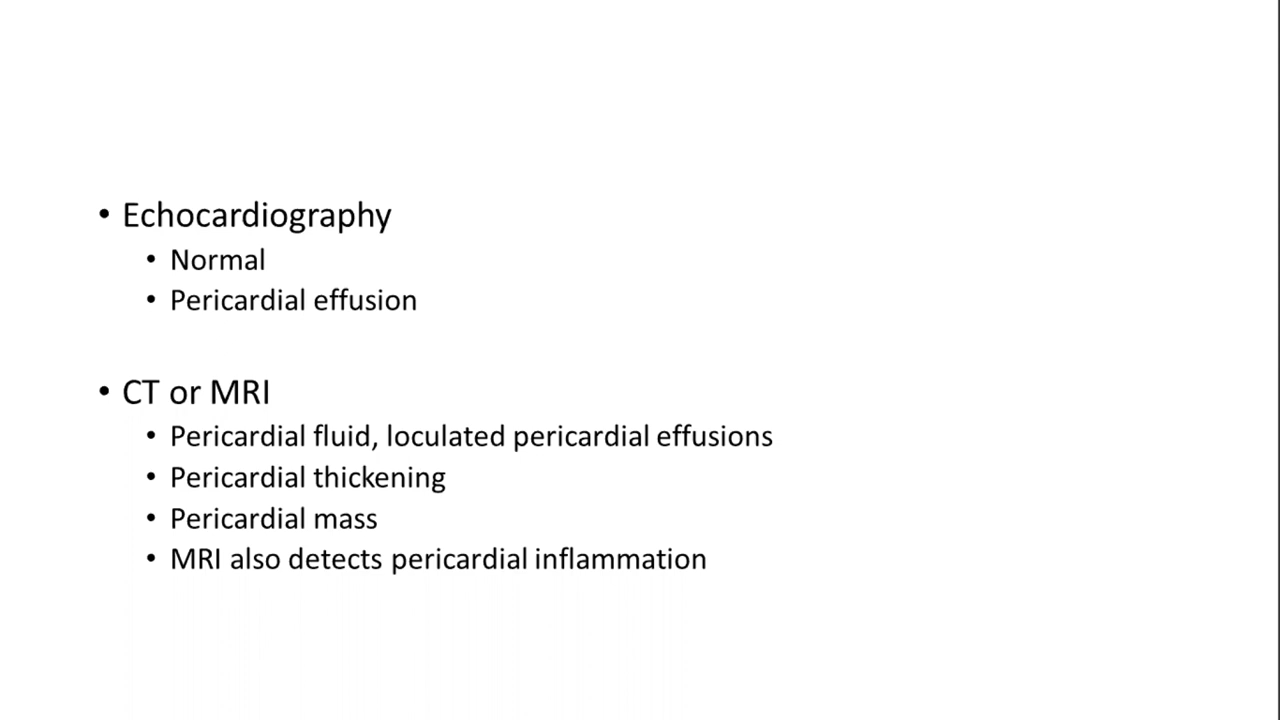 • Echocardiography
• Normal
• Pericardial effusion
• CT or MRI
• Pericardial fluid, loculated pericardial effusions
• Pericardial thickening
• Pericardial mass
• MRI also detects pericardial inflammation